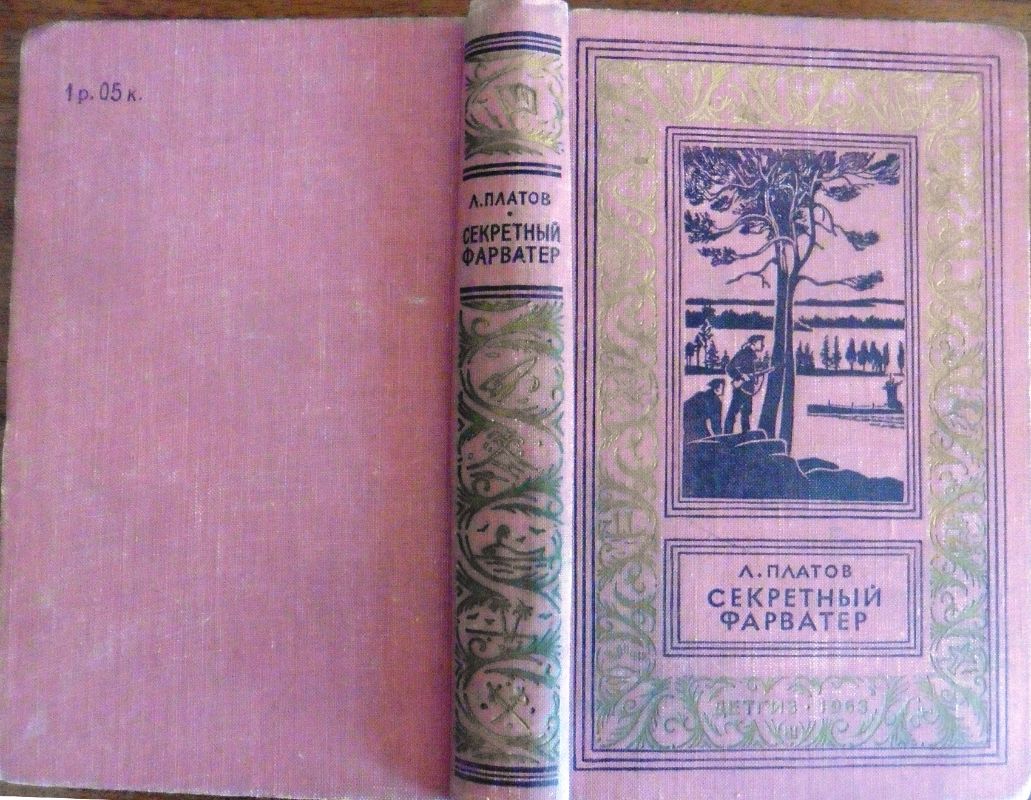 1 р. 05 к.
Л. ПЛАТОВ
•
СЕКРЕТНЫЙ
ФАРВАТЕР
Л. ПЛАТОВ
СЕКРЕТНЫЙ
ФАРВАТЕР
ДЕТГИЗ • 1963